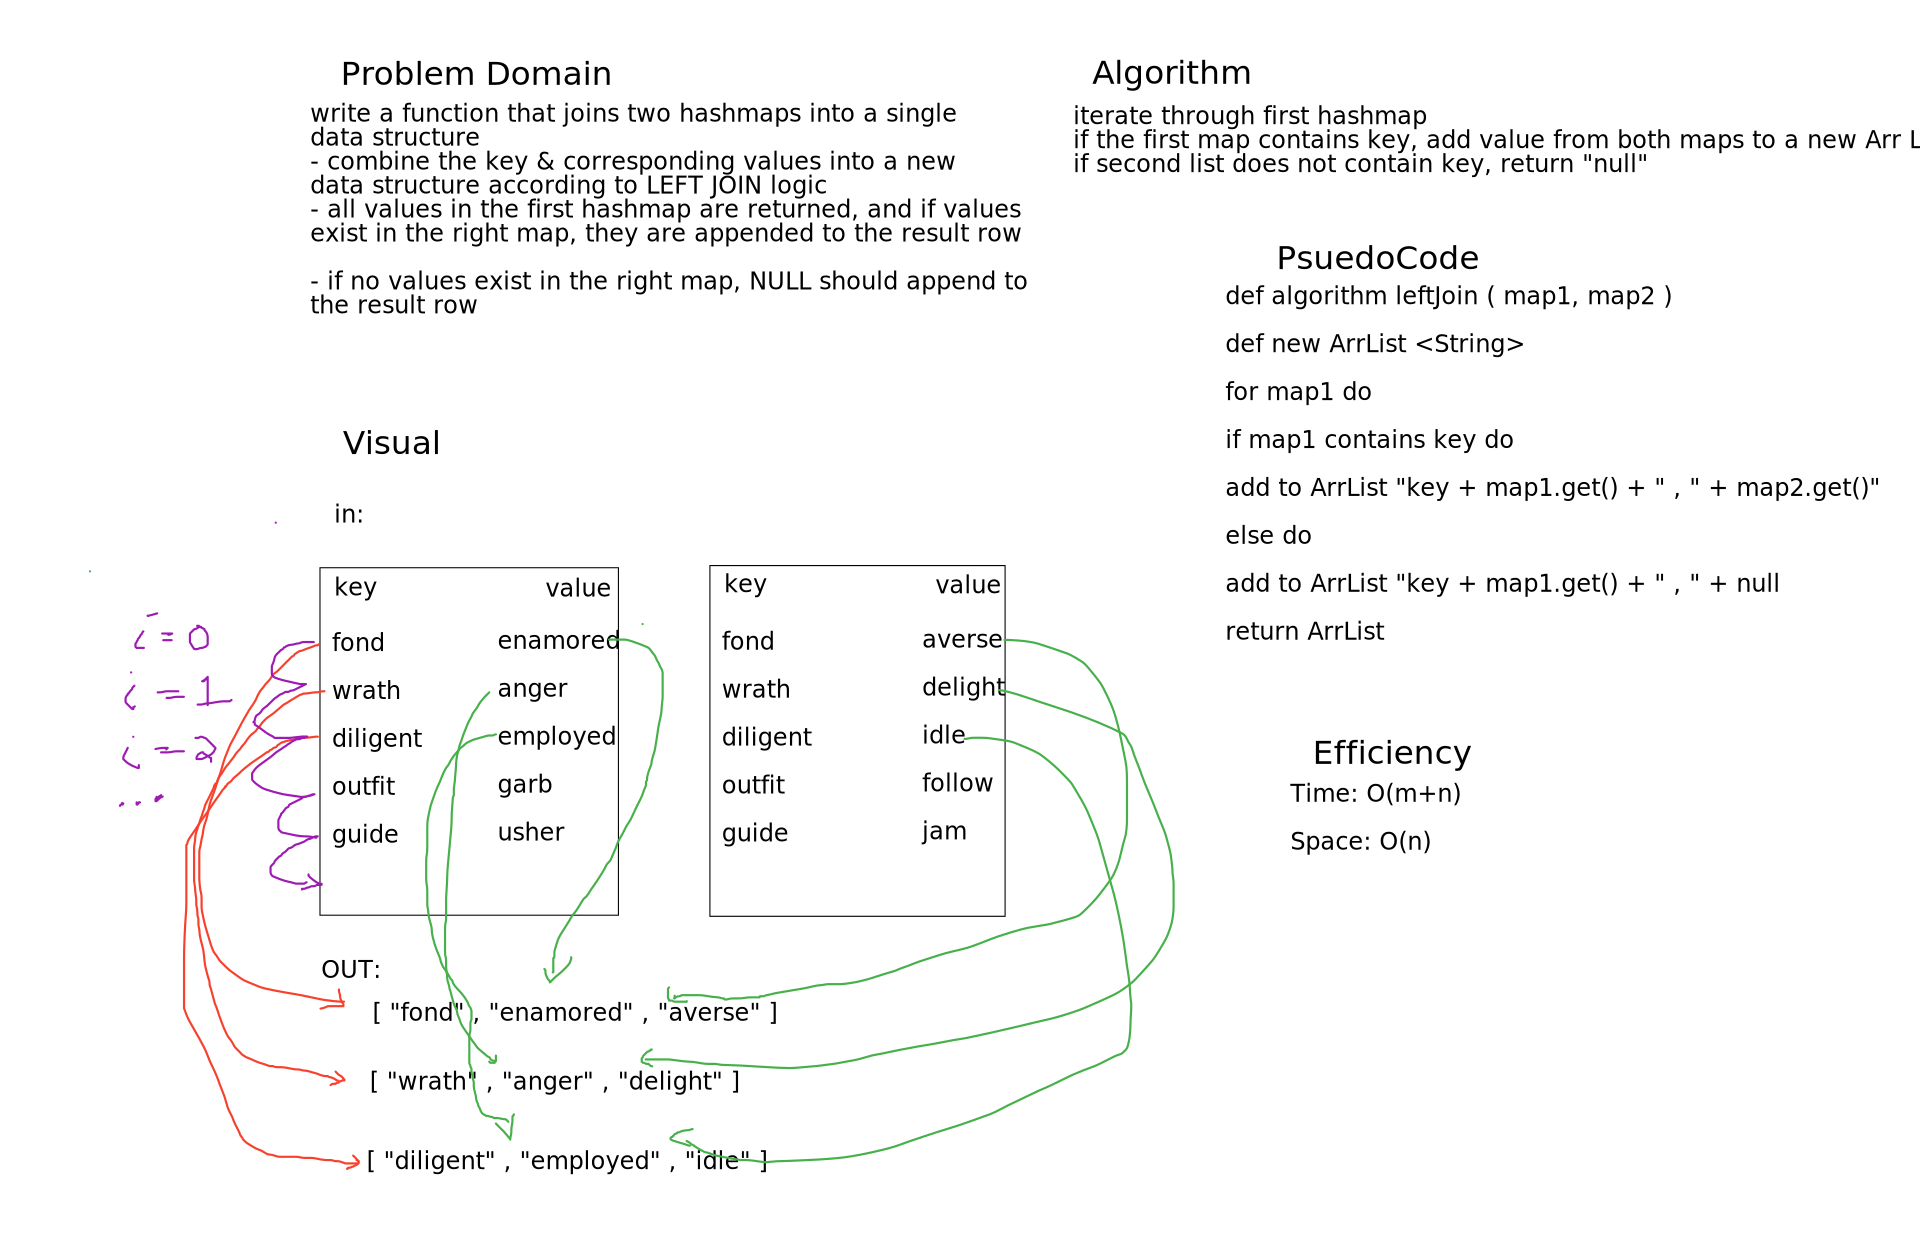 Problem Domain
write a function that joins two hashmaps into a single
data structure
- combine the key & corresponding values into a new
data structure according to LEFT JOIN logic
- all values in the first hashmap are returned, and if values
exist in the right map, they are appended to the result row
- if no values exist in the right map, NULL should append to
the result row
Algorithm
iterate through first hashmap
if the first map contains key, add value from both maps to a new Arr L
if second list does not contain key, return "null"
PsuedoCode
def algorithm leftJoin ( map1, map2 )
def new ArrList <String>
for map1 do
if map1 contains key do
add to ArrList "key + map1.get() + " , " + map2.get()"
else do
add to ArrList "key + map1.get() + " , " + null
return ArrList
Efficiency
Time: O(m+n)
Space: O(n)
Visual
in:
i = 0
i = 1
i = 2
...
key value
fond enamored
wrath anger
diligent employed
outfit garb
guide usher
key value
fond averse
wrath delight
diligent idle
outfit follow
guide jam
OUT:
[ "fond" , "enamored" , "averse" ]
[ "wrath" , "anger" , "delight" ]
[ "diligent" , "employed" , "idle" ]